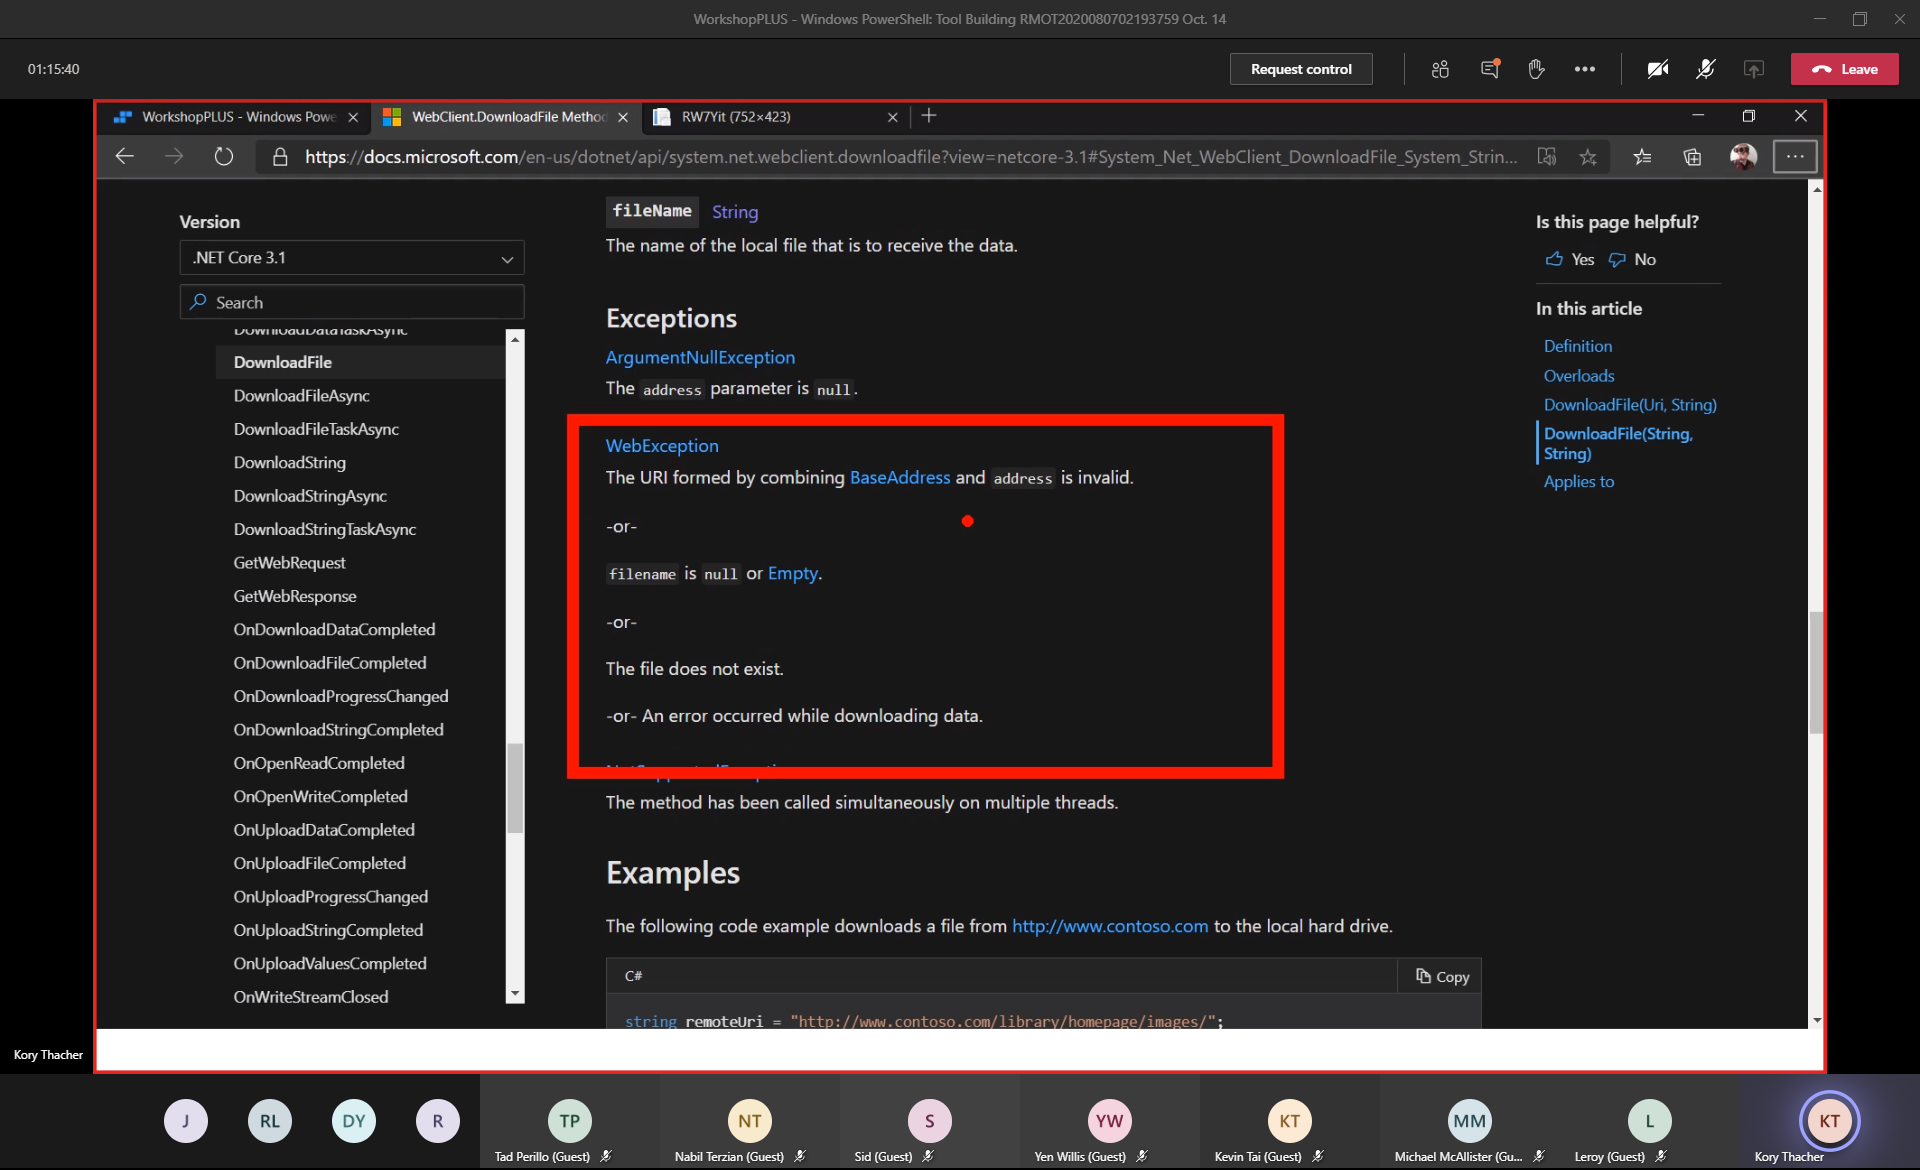 WorkshopPLUS - Windows PowerShell: Tool Building RMOT2020080702193759 Oct. 14
01:15:40
Request control
Leave
WorkshopPLUS - Windows Powe
WebClient.DownloadFile Method
RW7Yit (752×423)
https://docs.microsoft.com/en-us/dotnet/api/system.net.webclient.downloadfile?view=netcore-3.1#System_Net_WebClient_DownloadFile_System_Strin...
Version
.NET Core 3.1
Search
DownloadDataTaskAsync
DownloadFile
DownloadFileAsync
DownloadFileTaskAsync
DownloadString
DownloadStringAsync
DownloadStringTaskAsync
GetWebRequest
GetWebResponse
OnDownloadDataCompleted
OnDownloadFileCompleted
OnDownloadProgressChanged
OnDownloadStringCompleted
OnOpenReadCompleted
OnOpenWriteCompleted
OnUploadDataCompleted
OnUploadFileCompleted
OnUploadProgressChanged
OnUploadStringCompleted
OnUploadValuesCompleted
OnWriteStreamClosed
fileName String
The name of the local file that is to receive the data.
Exceptions
ArgumentNullException
The address parameter is null.
WebException
The URI formed by combining BaseAddress and address is invalid.
-or-
filename is null or Empty.
-or-
The file does not exist.
-or- An error occurred while downloading data.
The method has been called simultaneously on multiple threads.
Examples
The following code example downloads a file from http://www.contoso.com to the local hard drive.
C#
Copy
string remoteUri = "http://www.contoso.com/library/homepage/images/";
Is this page helpful?
Yes No
In this article
Definition
Overloads
DownloadFile(Uri, String)
DownloadFile(String,
String)
Applies to
Kory Thacher
J
RL
DY
R
TP
NT
S
YW
KT
MM
L
KT
Tad Perillo (Guest)
Nabil Terzian (Guest)
Sid (Guest)
Yen Willis (Guest)
Kevin Tai (Guest)
Michael McAllister (Gu...
Leroy (Guest)
Kory Thacher